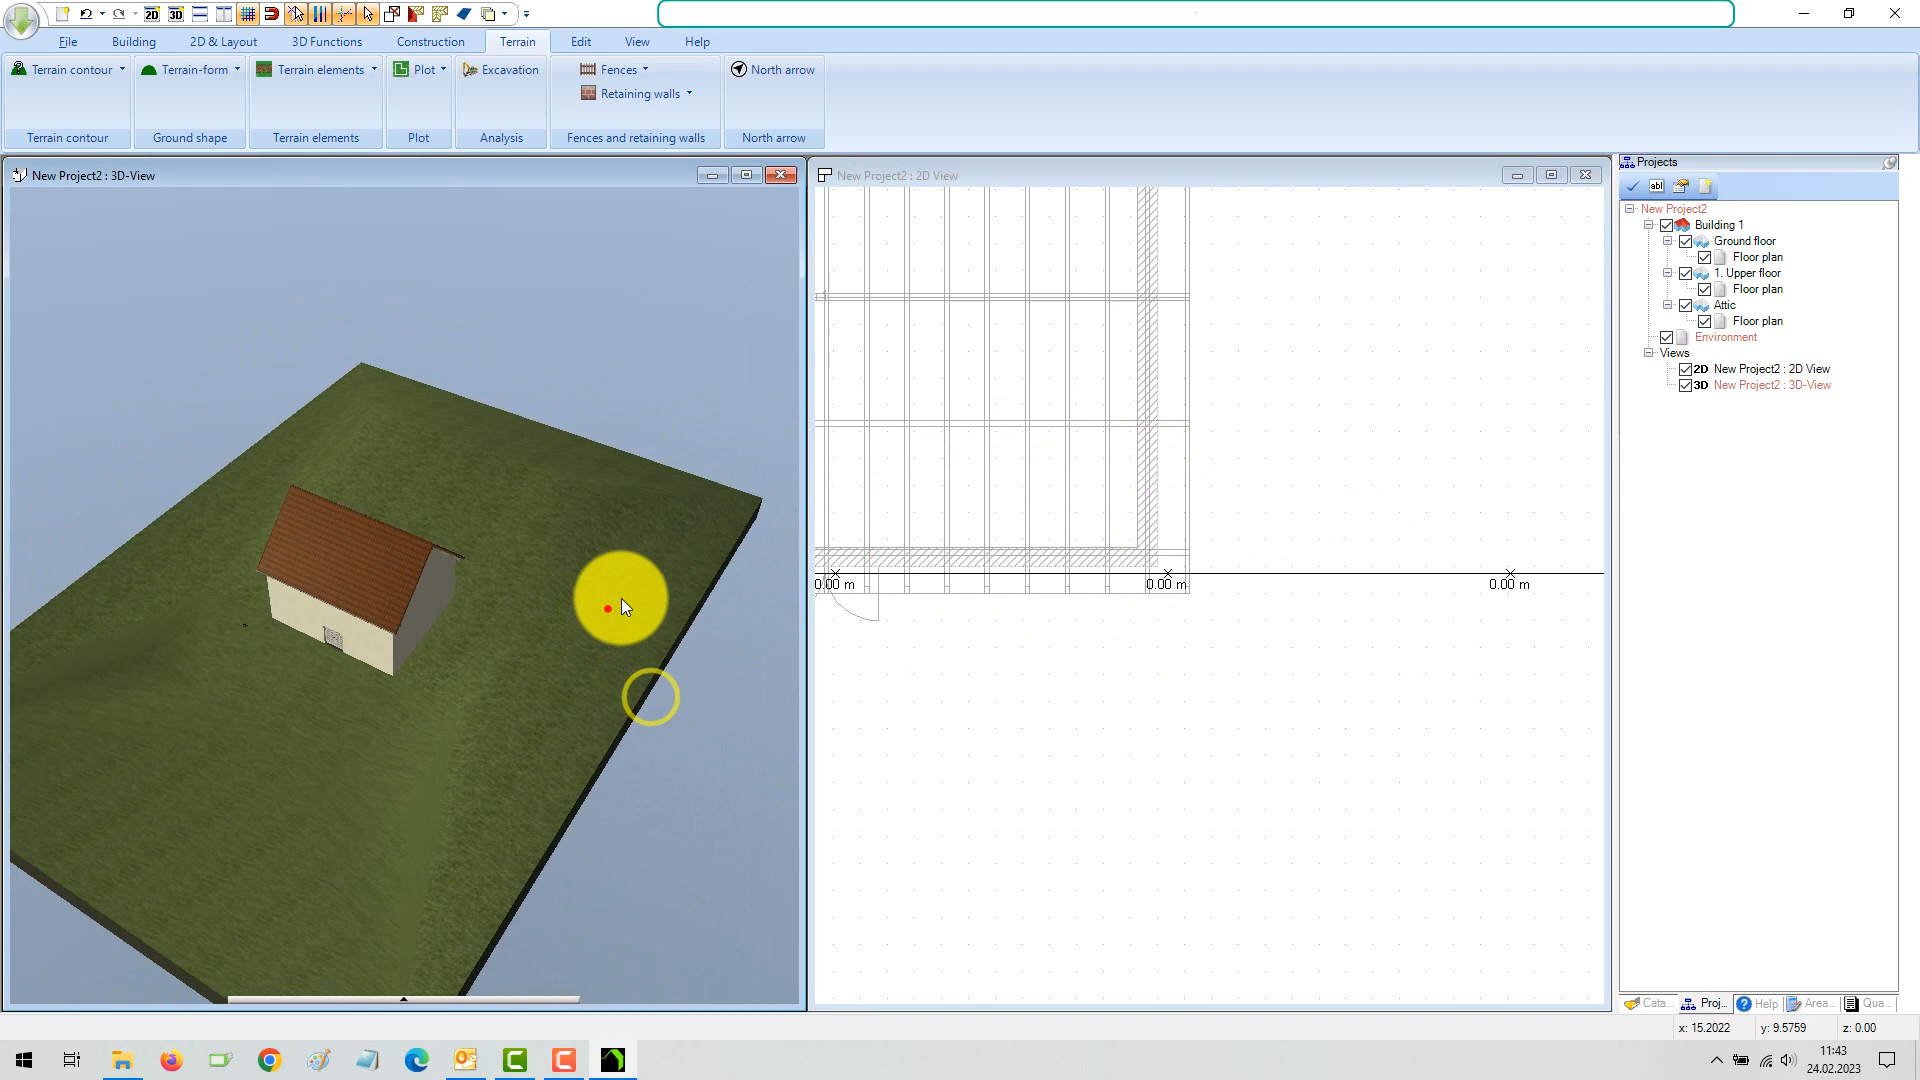 2D 3D
File Building 2D & Layout 3D Functions Construction Terrain Edit View Help
Terrain contour Terrain-form Terrain elements Plot Excavation Fences North arrow
Retaining walls
Terrain contour Ground shape Terrain elements Plot Analysis Fences and retaining walls North arrow
New Project2 : 3D-View
New Project2 : 2D View
0.00 m 0.00 m 0.00 m
Projects
abl
New Project2
Building 1
Ground floor
Floor plan
1. Upper floor
Floor plan
Attic
Floor plan
Environment
Views
2D New Project2 : 2D View
3D New Project2 : 3D-View
Cata... Proj... Help Area... Qua...
x: 15.2022 y: 9.5759 z: 0.00
11:43
24.02.2023